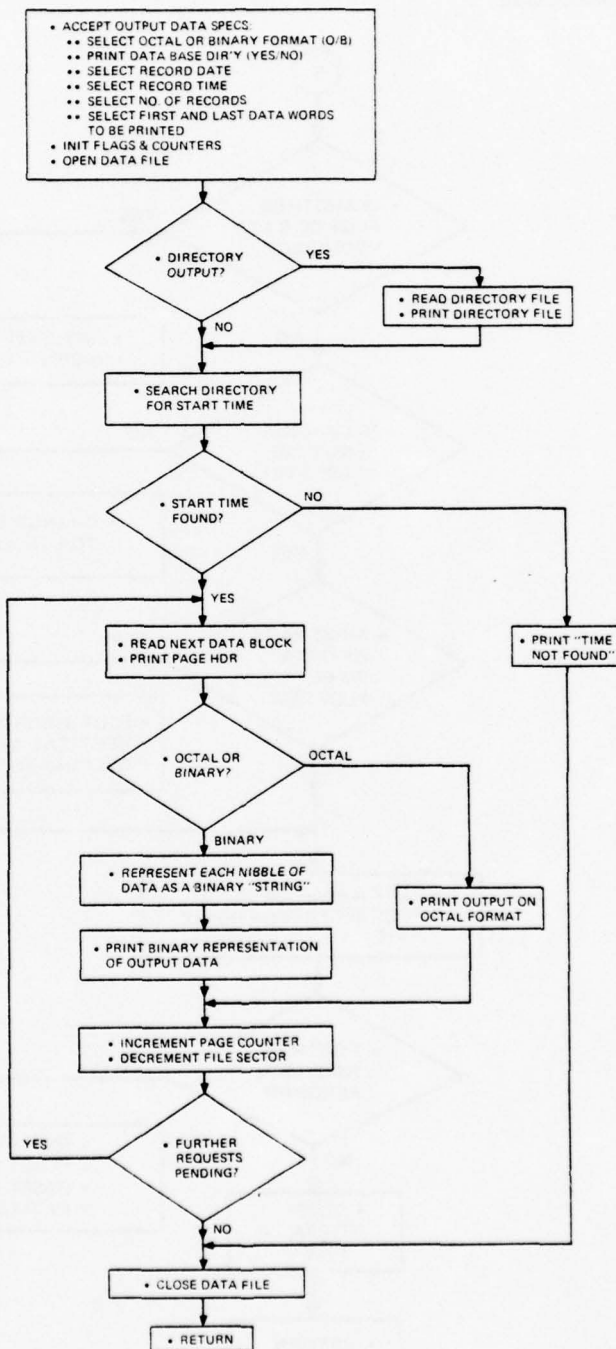 • ACCEPT OUTPUT DATA SPECS:
•• SELECT OCTAL OR BINARY FORMAT (O/B)
•• PRINT DATA BASE DIR'Y (YES/NO)
•• SELECT RECORD DATE
•• SELECT RECORD TIME
•• SELECT NO. OF RECORDS
•• SELECT FIRST AND LAST DATA WORDS
TO BE PRINTED
• INIT FLAGS & COUNTERS
• OPEN DATA FILE
• DIRECTORY
OUTPUT?
YES
NO
• READ DIRECTORY FILE
• PRINT DIRECTORY FILE
• SEARCH DIRECTORY
FOR START TIME
• START TIME
FOUND?
NO
YES
• READ NEXT DATA BLOCK
• PRINT PAGE HDR
• PRINT "TIME
NOT FOUND"
• OCTAL OR
BINARY?
OCTAL
BINARY
• REPRESENT EACH NIBBLE OF
DATA AS A BINARY "STRING"
• PRINT OUTPUT ON
OCTAL FORMAT
• PRINT BINARY REPRESENTATION
OF OUTPUT DATA
• INCREMENT PAGE COUNTER
• DECREMENT FILE SECTOR
YES
• FURTHER
REQUESTS
PENDING?
NO
• CLOSE DATA FILE
• RETURN